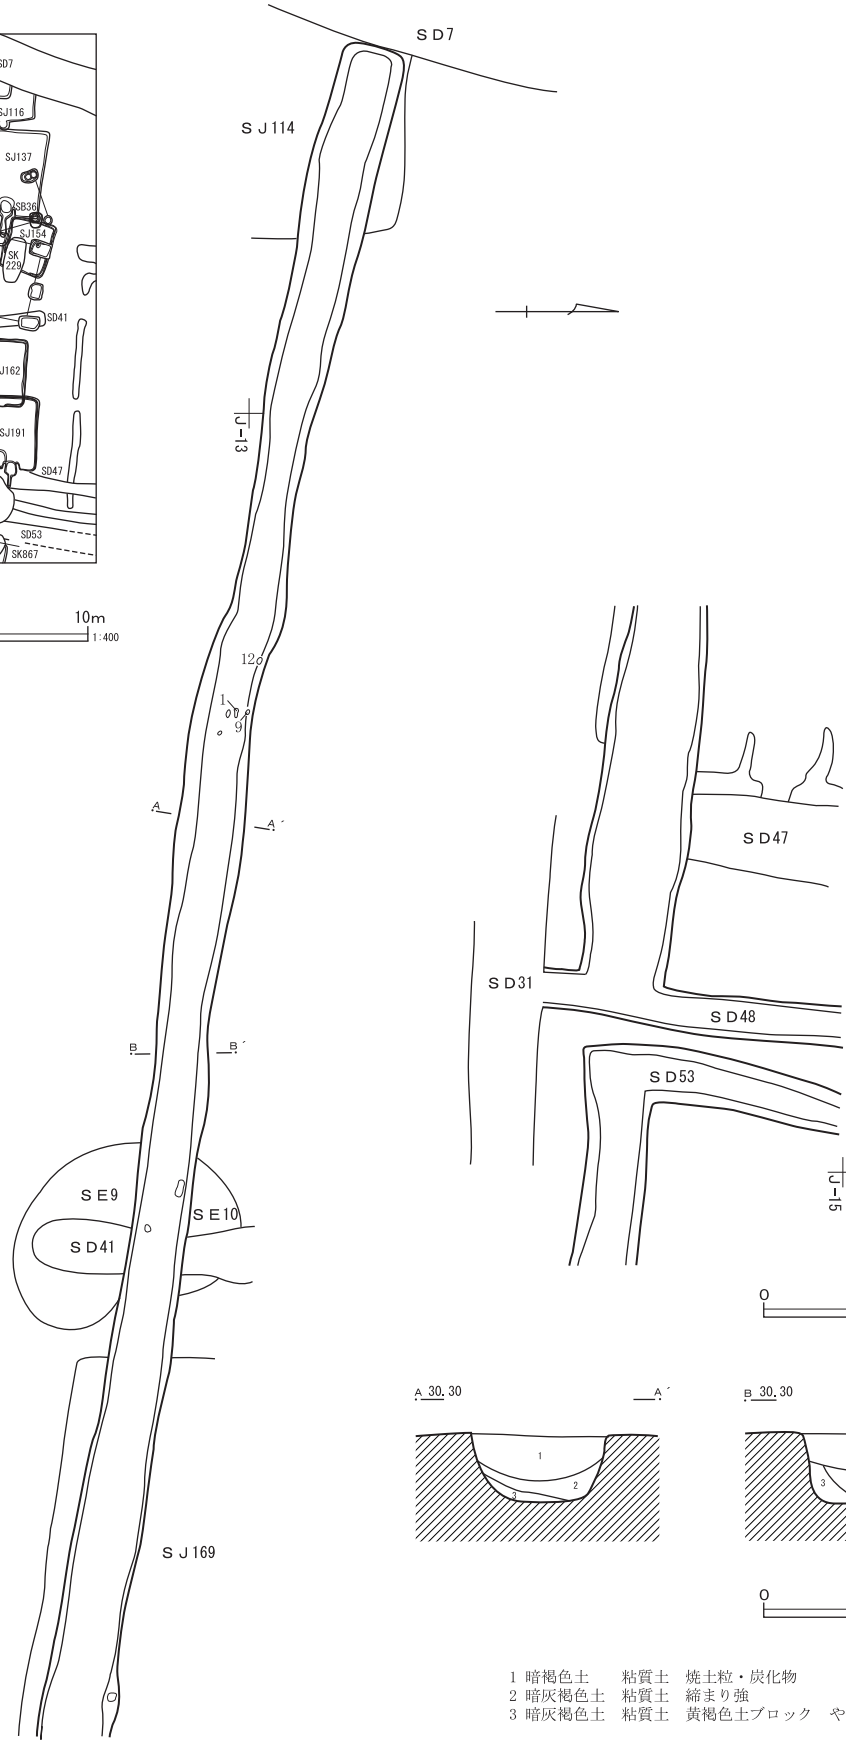 SD7
SJ116
SJ137
SB36
SJ154
SK
229
SD41
J162
SJ191
SD47
SD53
SK867
10m
1:400
SD7
SJ114
J-13
12
1
9
A
A´
B
B´
SE9
SE10
SD41
SJ169
SD47
SD31
SD48
SD53
J-15
0
A 30.30
A´
B 30.30
1
2
3
3
0
1 暗褐色土 粘質土 焼土粒・炭化物
2 暗灰褐色土 粘質土 締まり強
3 暗灰褐色土 粘質土 黄褐色土ブロック や